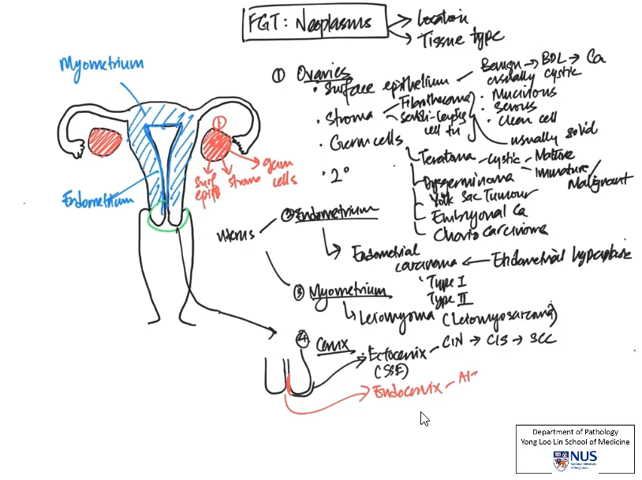 FGT: Neoplasms
Location
Tissue type
Myometrium
Endometrium
①
surf epith
stroma
germ cells
① Ovaries
• Surface epithelium
Benign → BDL → Ca
usually cystic
• Mucinous
• Serous
• Clear cell
• Stroma
Fibrothecoma
Sertoli-Leydig
cell tu
usually solid
• Germ cells
Teratoma - cystic
Mature
Immature / Malignant
Dysgerminoma
Yolk Sac Tumour
Embryonal Ca
Choriocarcinoma
• 2°
Uterus
② Endometrium
Endometrial carcinoma ← Endometrial hyperplasia
Type I
Type II
③ Myometrium
Leiomyoma (Leiomyosarcoma)
④ Cervix
Ectocervix - CIN → CIS → SCC
(SSE)
Endocervix - A
Department of Pathology
Yong Loo Lin School of Medicine
NUS